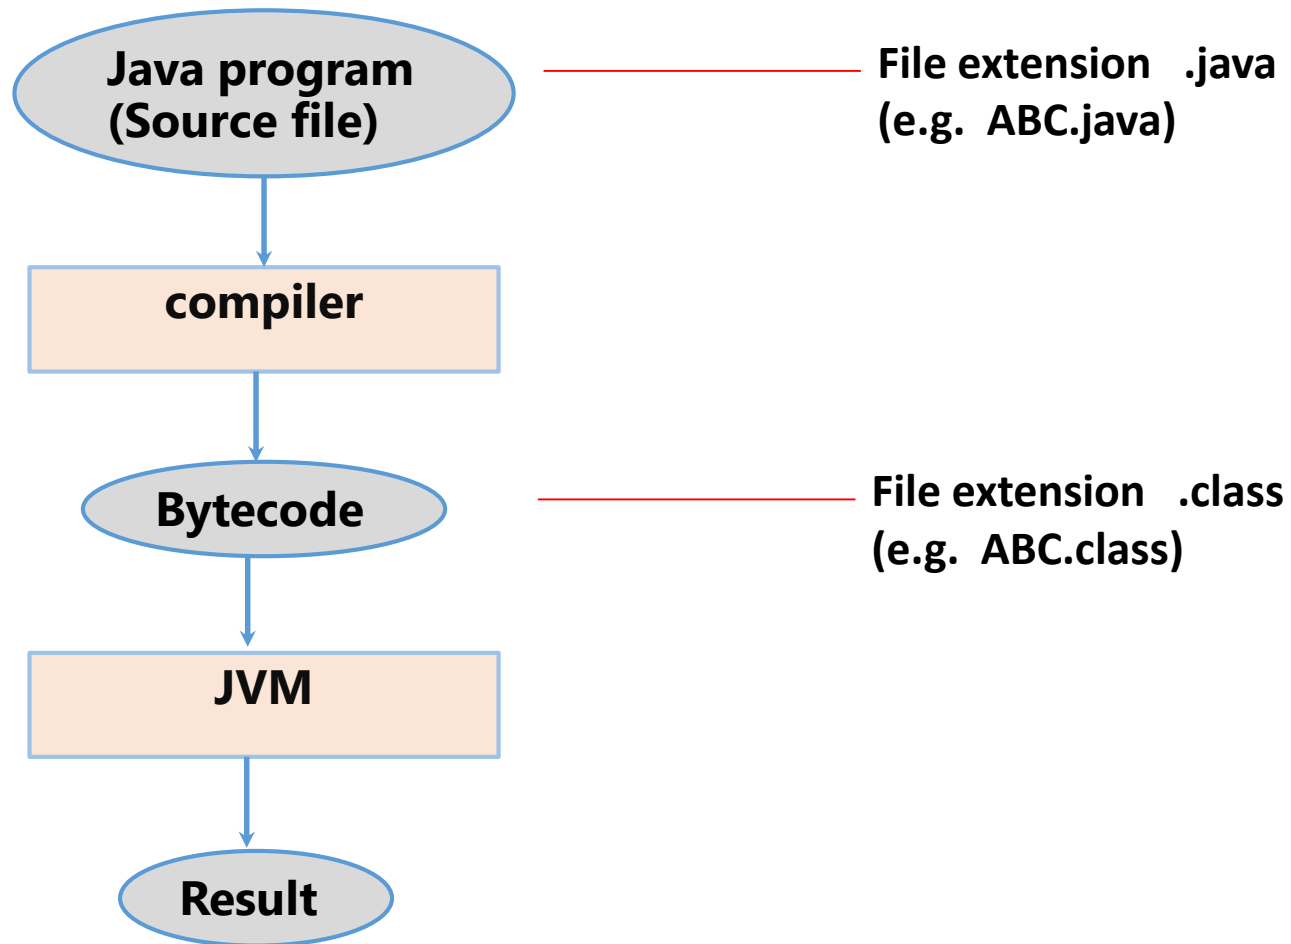 Java program
(Source file)
File extension .java
(e.g. ABC.java)
compiler
Bytecode
File extension .class
(e.g. ABC.class)
JVM
Result